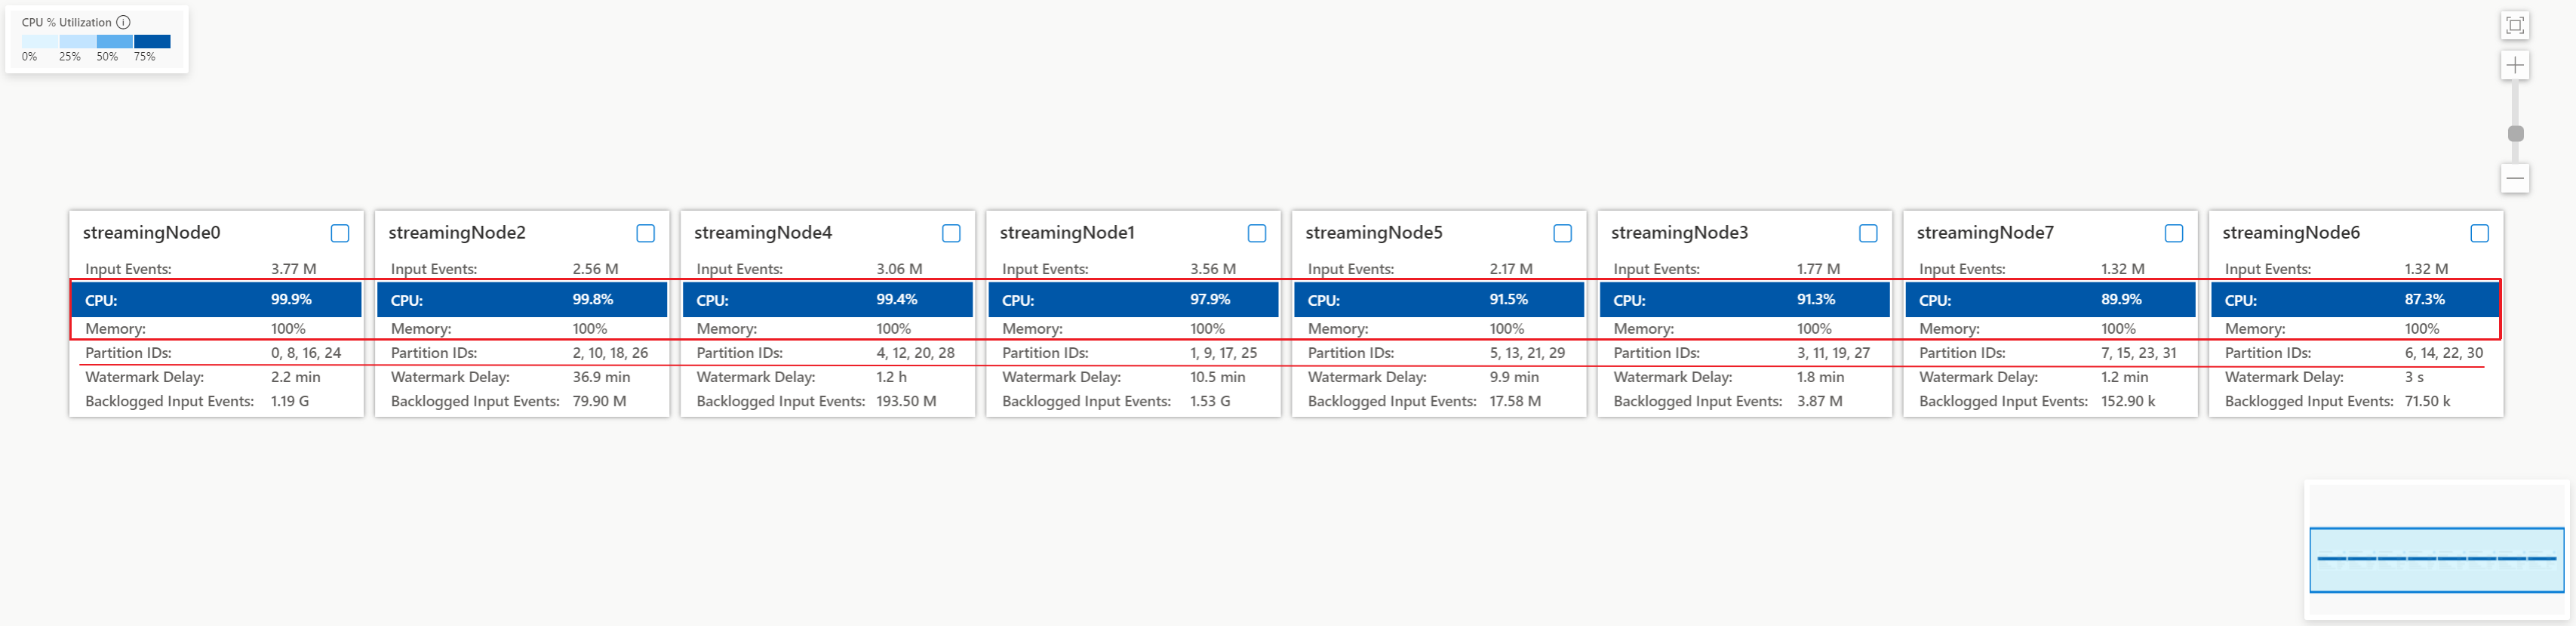 CPU % Utilization
0% 25% 50% 75%
streamingNode0
Input Events: 3.77 M
CPU: 99.9%
Memory: 100%
Partition IDs: 0, 8, 16, 24
Watermark Delay: 2.2 min
Backlogged Input Events: 1.19 G
streamingNode2
Input Events: 2.56 M
CPU: 99.8%
Memory: 100%
Partition IDs: 2, 10, 18, 26
Watermark Delay: 36.9 min
Backlogged Input Events: 79.90 M
streamingNode4
Input Events: 3.06 M
CPU: 99.4%
Memory: 100%
Partition IDs: 4, 12, 20, 28
Watermark Delay: 1.2 h
Backlogged Input Events: 193.50 M
streamingNode1
Input Events: 3.56 M
CPU: 97.9%
Memory: 100%
Partition IDs: 1, 9, 17, 25
Watermark Delay: 10.5 min
Backlogged Input Events: 1.53 G
streamingNode5
Input Events: 2.17 M
CPU: 91.5%
Memory: 100%
Partition IDs: 5, 13, 21, 29
Watermark Delay: 9.9 min
Backlogged Input Events: 17.58 M
streamingNode3
Input Events: 1.77 M
CPU: 91.3%
Memory: 100%
Partition IDs: 3, 11, 19, 27
Watermark Delay: 1.8 min
Backlogged Input Events: 3.87 M
streamingNode7
Input Events: 1.32 M
CPU: 89.9%
Memory: 100%
Partition IDs: 7, 15, 23, 31
Watermark Delay: 1.2 min
Backlogged Input Events: 152.90 k
streamingNode6
Input Events: 1.32 M
CPU: 87.3%
Memory: 100%
Partition IDs: 6, 14, 22, 30
Watermark Delay: 3 s
Backlogged Input Events: 71.50 k